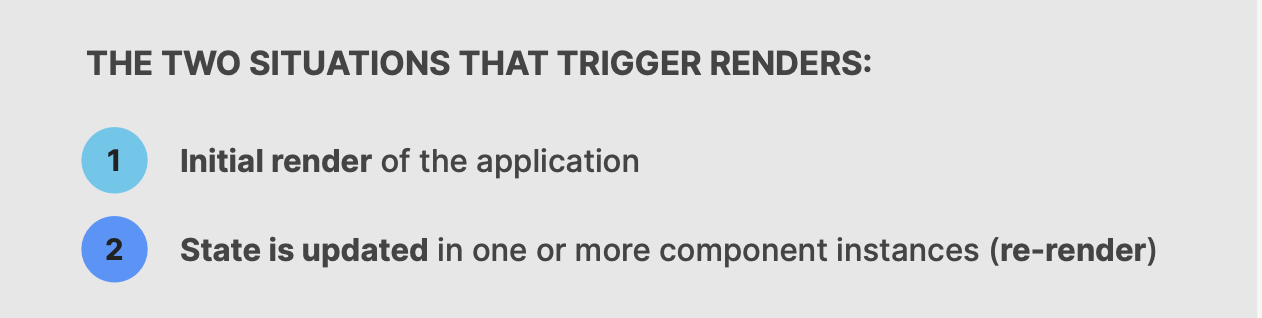 THE TWO SITUATIONS THAT TRIGGER RENDERS:
1 Initial render of the application
2 State is updated in one or more component instances (re-render)